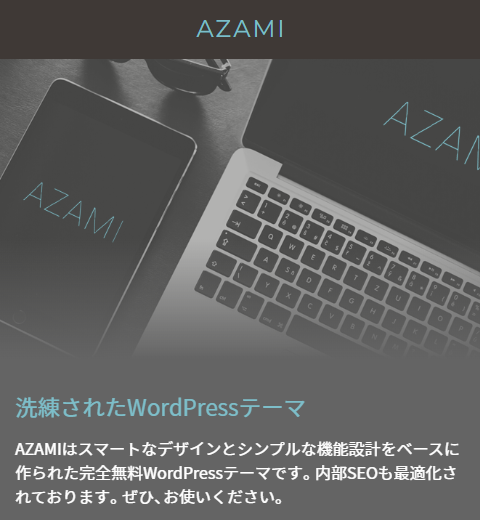 AZAMI
AZAMI
AZAM
洗練されたWordPressテーマ
AZAMIはスマートなデザインとシンプルな機能設計をベースに
作られた完全無料WordPressテーマです。内部SEOも最適化さ
れております。ぜひ、お使いください。